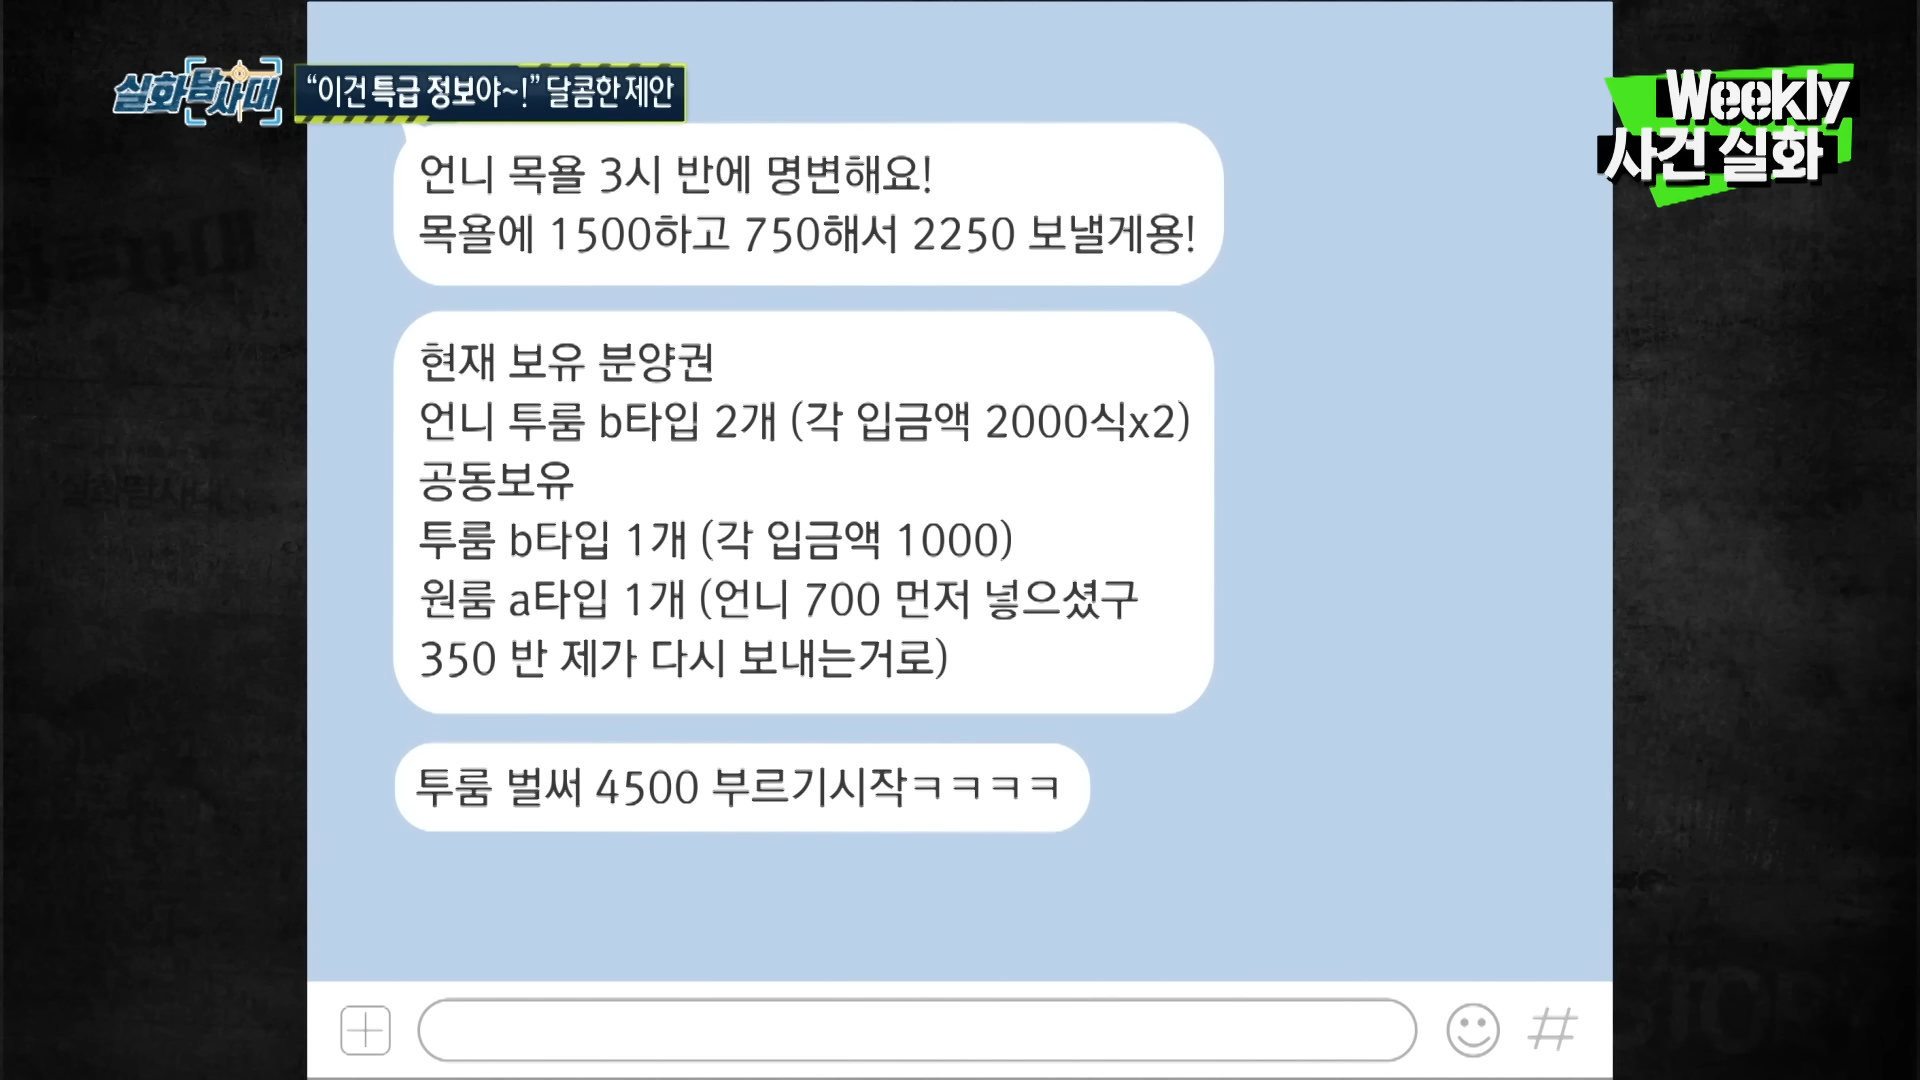 실화탐사대
“이건 특급 정보야~!” 달콤한 제안
Weekly
사건 실화
언니 목욜 3시 반에 명변해요!
목욜에 1500하고 750해서 2250 보낼게용!
현재 보유 분양권
언니 투룸 b타입 2개 (각 입금액 2000식x2)
공동보유
투룸 b타입 1개 (각 입금액 1000)
원룸 a타입 1개 (언니 700 먼저 넣으셨구
350 반 제가 다시 보내는거로)
투룸 벌써 4500 부르기시작ㅋㅋㅋㅋ